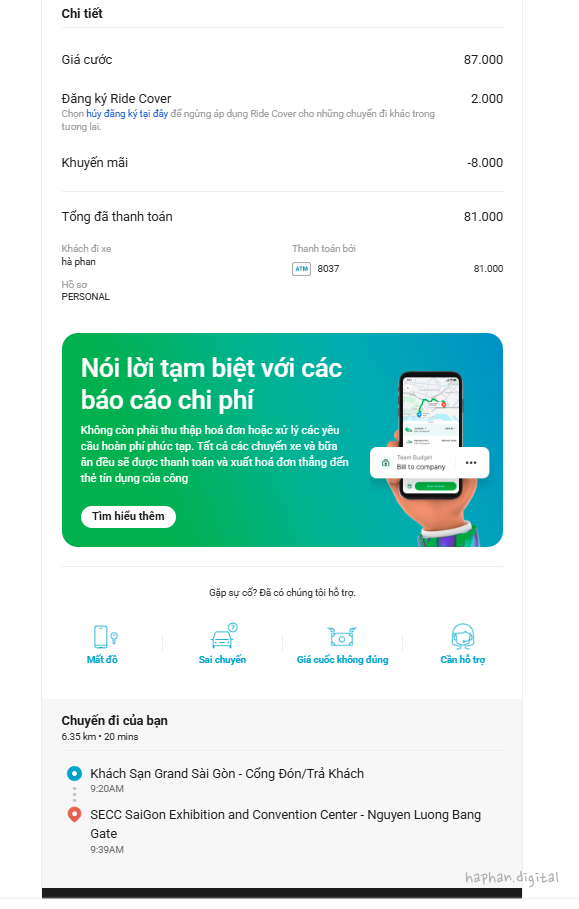 Chi tiết
Giá cước 87.000
Đăng ký Ride Cover 2.000
Chọn hủy đăng ký tại đây để ngừng áp dụng Ride Cover cho những chuyến đi khác trong
tương lai.
Khuyến mãi -8.000
Tổng đã thanh toán 81.000
Khách đi xe
hà phan
Hồ sơ
PERSONAL
Thanh toán bởi
ATM 8037 81.000
Nói lời tạm biệt với các
báo cáo chi phí
Không còn phải thu thập hoá đơn hoặc xử lý các yêu
cầu hoàn phí phức tạp. Tất cả các chuyến xe và bữa
ăn đều sẽ được thanh toán và xuất hoá đơn thẳng đến
thẻ tín dụng của công
Tìm hiểu thêm
Team Budget
Bill to company
Gặp sự cố? Đã có chúng tôi hỗ trợ.
Mất đồ
Sai chuyến
Giá cuốc không đúng
Cần hỗ trợ
Chuyến đi của bạn
6.35 km • 20 mins
Khách Sạn Grand Sài Gòn - Cổng Đón/Trả Khách
9:20AM
SECC SaiGon Exhibition and Convention Center - Nguyen Luong Bang
Gate
9:39AM
haphan.digital